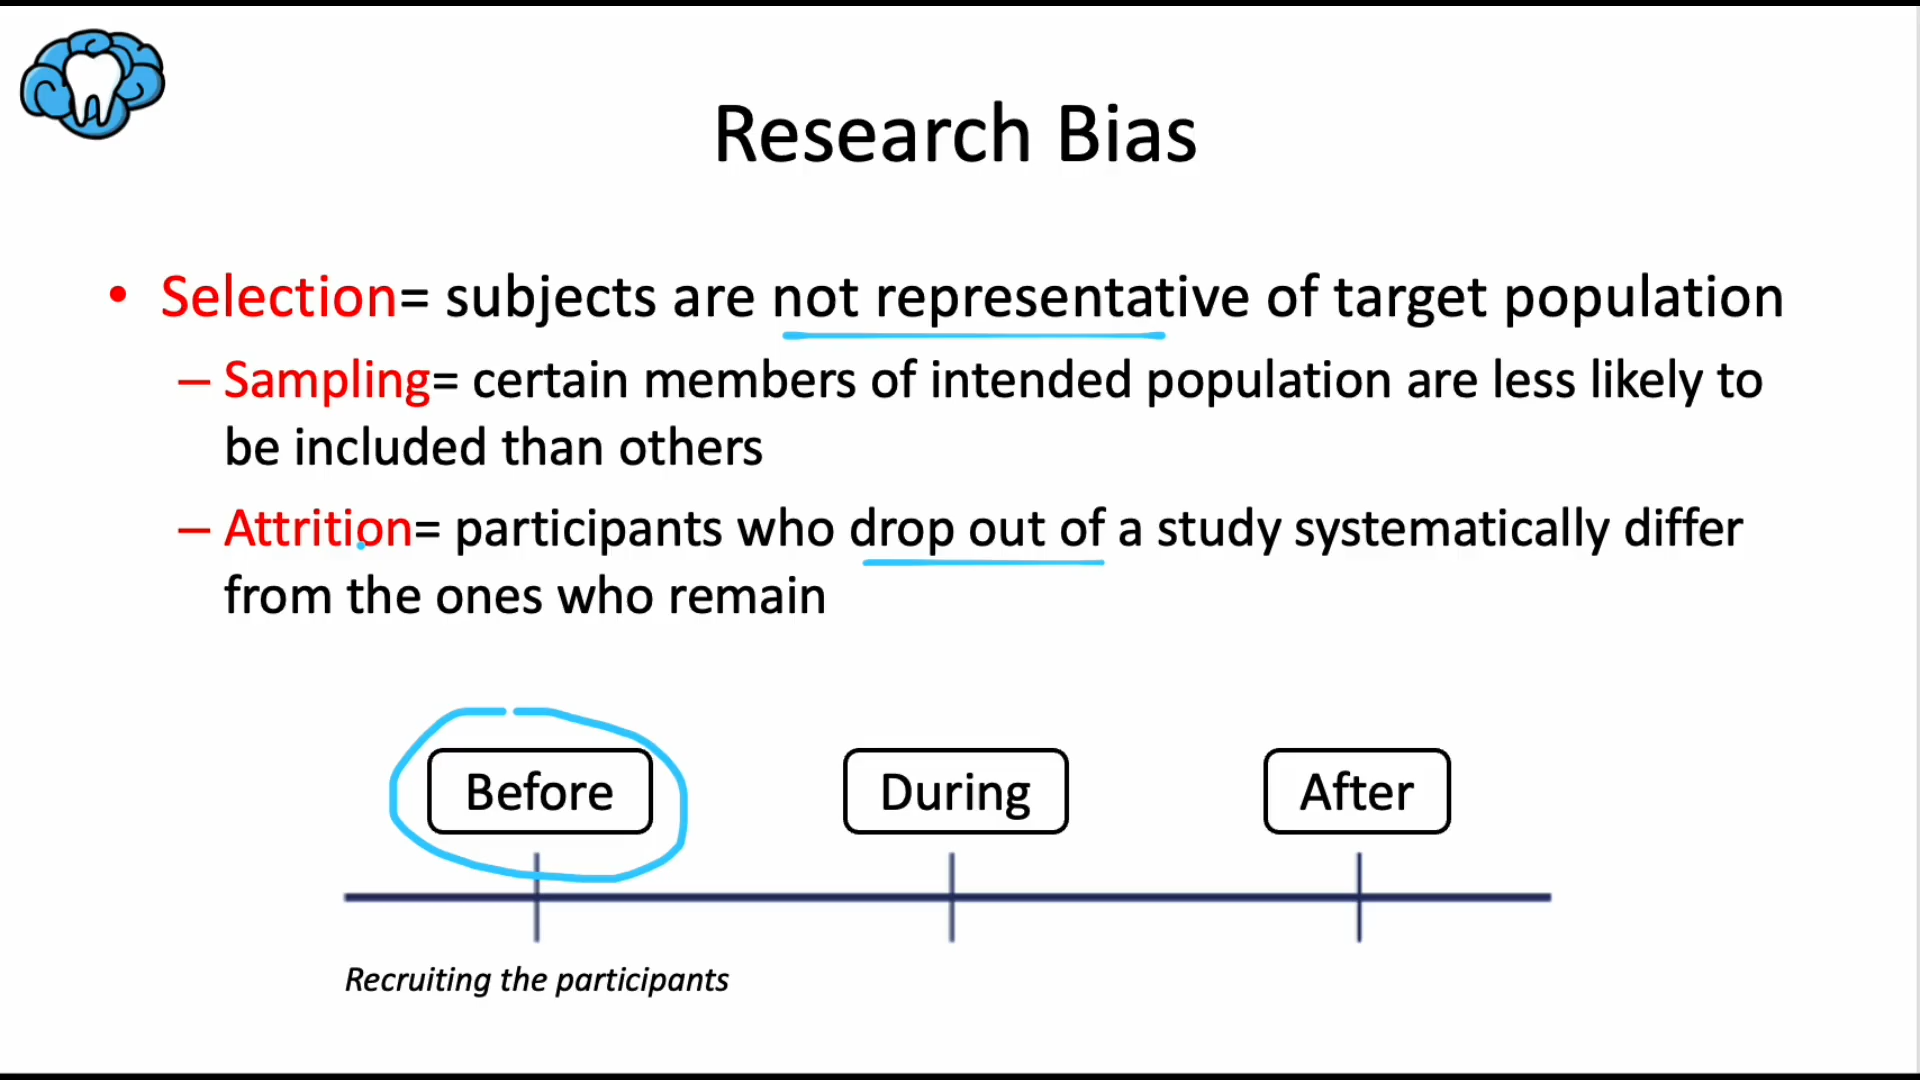 Research Bias
• Selection= subjects are not representative of target population
– Sampling= certain members of intended population are less likely to
be included than others
– Attrition= participants who drop out of a study systematically differ
from the ones who remain
Before During After
Recruiting the participants